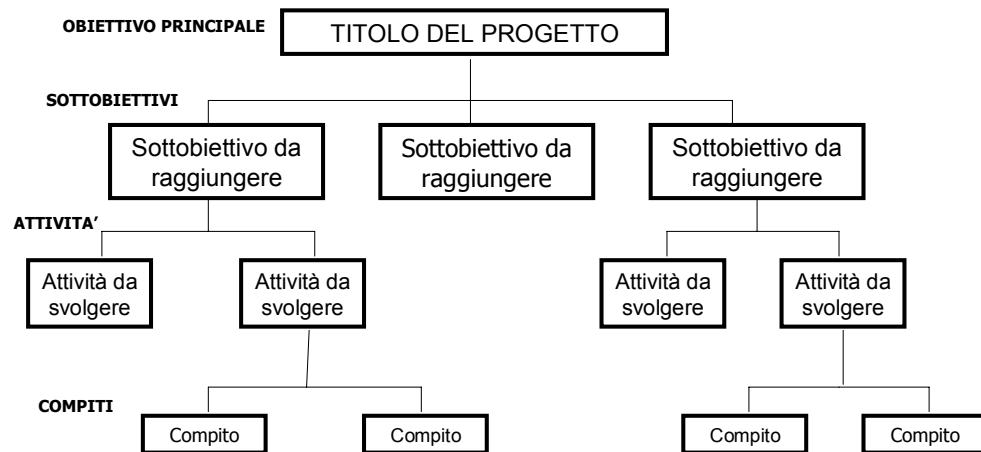 OBIETTIVO PRINCIPALE
TITOLO DEL PROGETTO
SOTTOBIETTIVI
Sottobiettivo da
raggiungere
Sottobiettivo da
raggiungere
Sottobiettivo da
raggiungere
ATTIVITA’
Attività da
svolgere
Attività da
svolgere
Attività da
svolgere
Attività da
svolgere
COMPITI
Compito
Compito
Compito
Compito